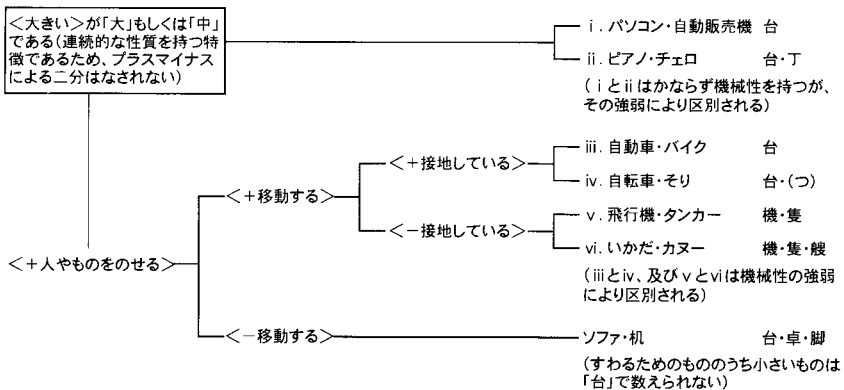 ＜大きい＞が「大」もしくは「中」
である(連続的な性質を持つ特
徴であるため、プラスマイナス
による二分はなされない)
ⅰ. パソコン・自動販売機 台
ⅱ. ピアノ・チェロ 台・丁
(ⅰとⅱはかならず機械性を持つが、
その強弱により区別される)
＜＋人やものをのせる＞
＜＋移動する＞
＜＋接地している＞
ⅲ. 自動車・バイク 台
ⅳ. 自転車・そり 台・(つ)
＜－接地している＞
ⅴ. 飛行機・タンカー 機・隻
ⅵ. いかだ・カヌー 機・隻・艘
(ⅲとⅳ、及びⅴとⅵは機械性の強弱
により区別される)
＜－移動する＞
ソファ・机 台・卓・脚
(すわるためのもののうち小さいものは
「台」で数えられない)